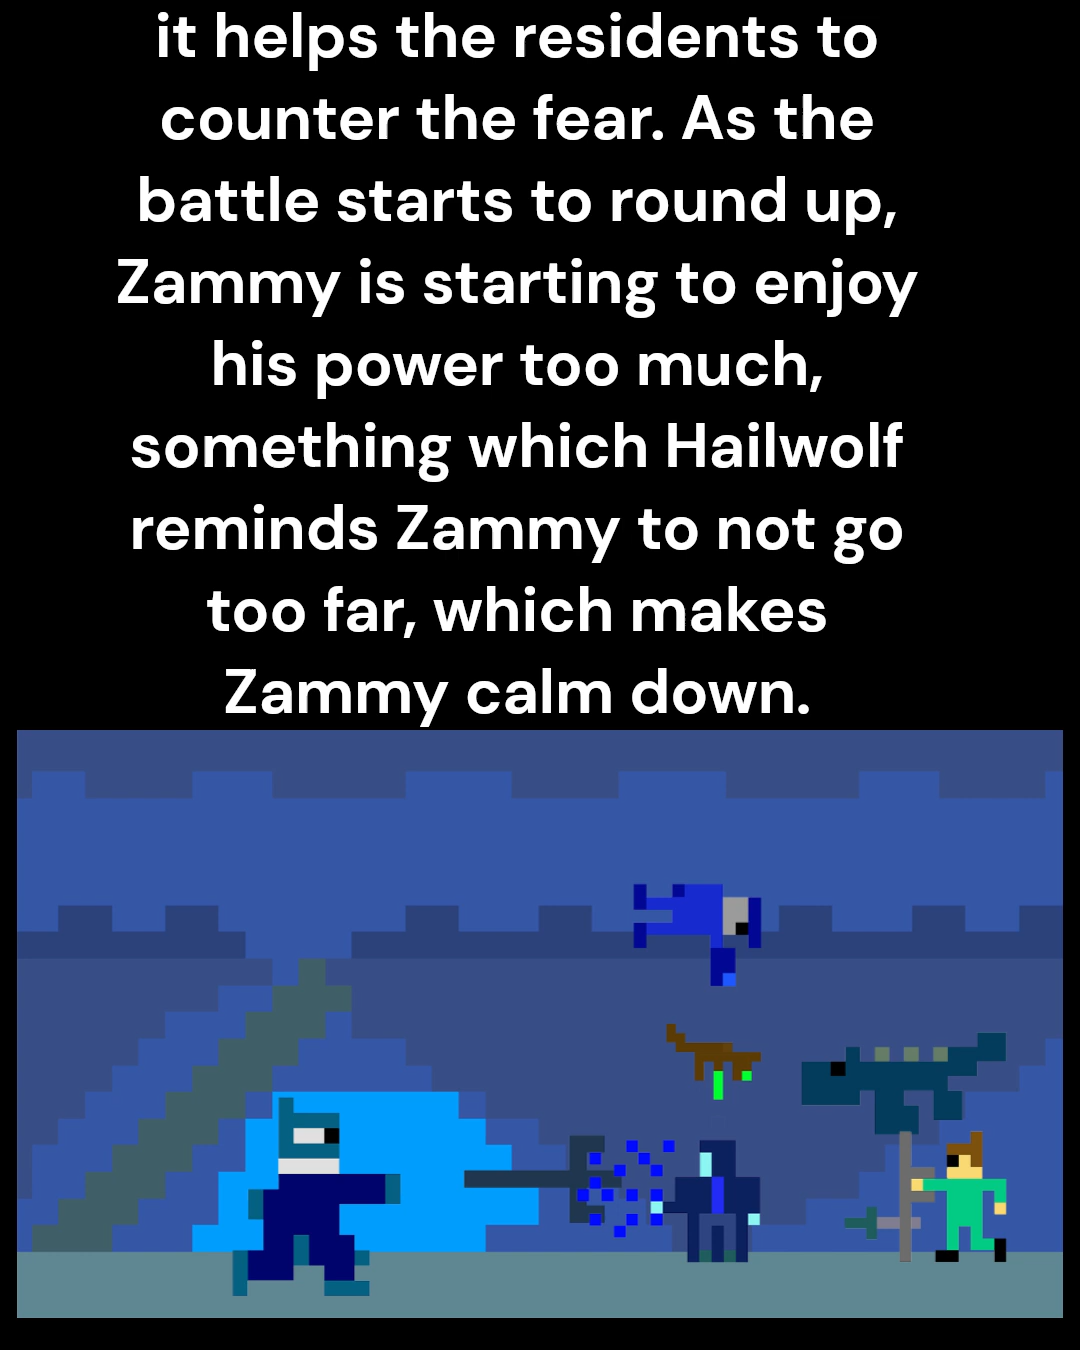 it helps the residents to
counter the fear. As the
battle starts to round up,
Zammy is starting to enjoy
his power too much,
something which Hailwolf
reminds Zammy to not go
too far, which makes
Zammy calm down.